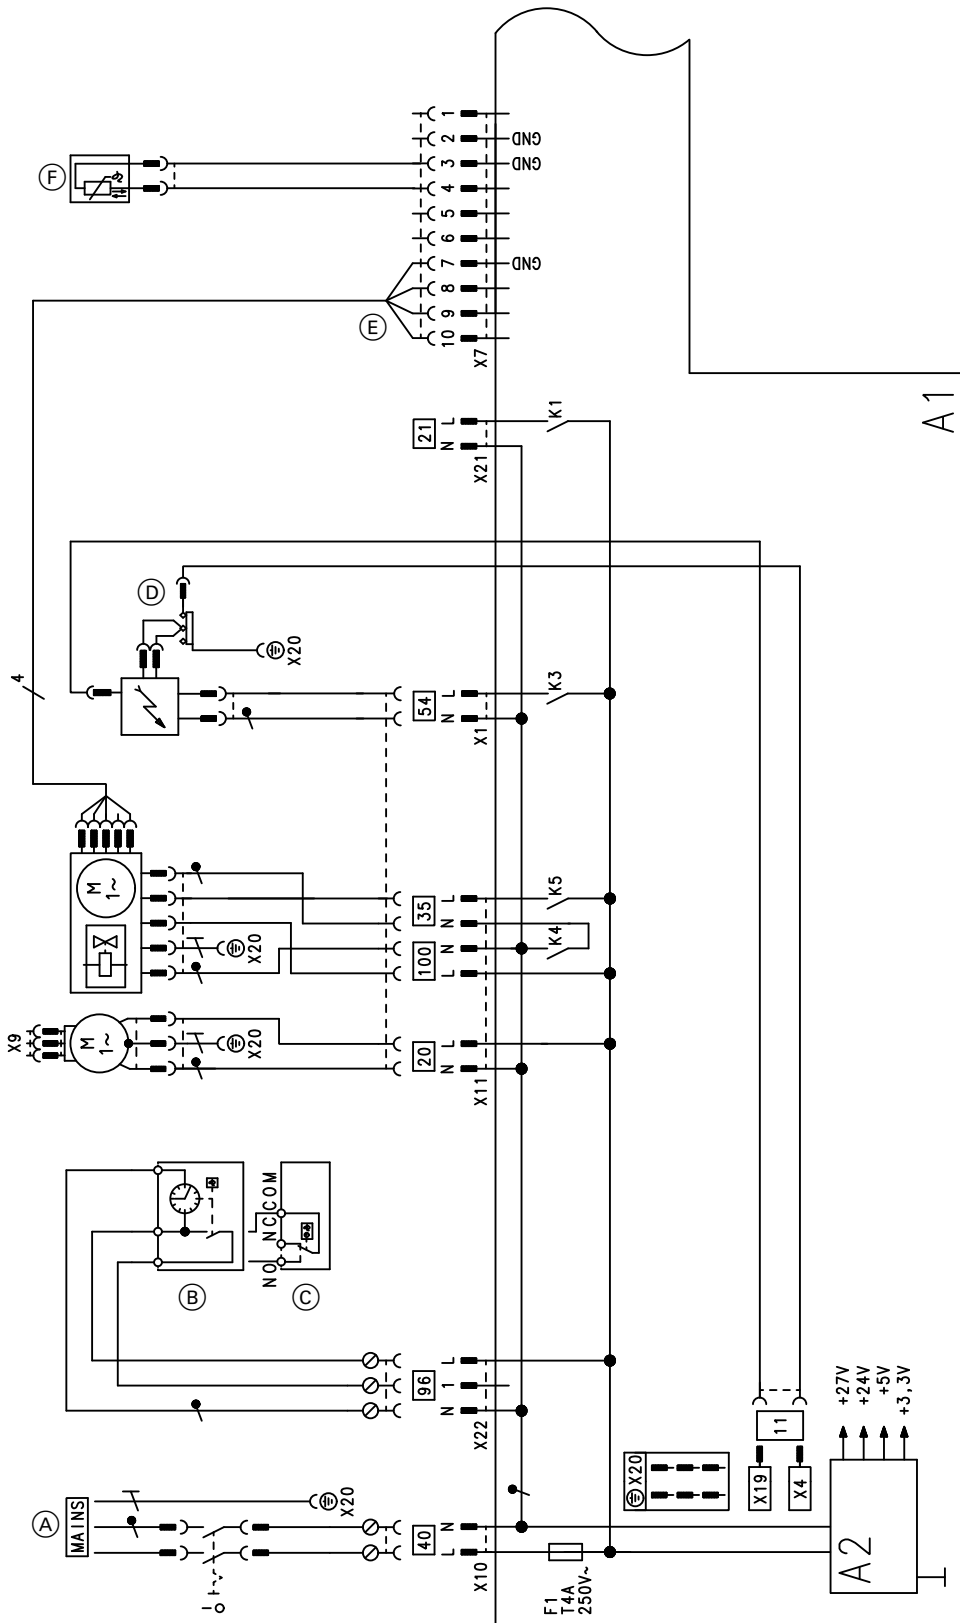 F
1
2
3
4
5
6
7
8
9
10
GND
GND
GND
E
X7
21
N L
X21
K1
A1
4
D
X20
54
N L
X1
K3
M
1~
X20
35
N L
K5
100
L N
K4
X9
M
1~
X20
20
N L
X11
B
NO NC COM
C
96
N 1 L
X22
A
MAINS
I
O
X20
40
L N
X10
F1
T4A
250V~
X20
X19
X4
11
A2
+27V
+24V
+5V
+3,3V